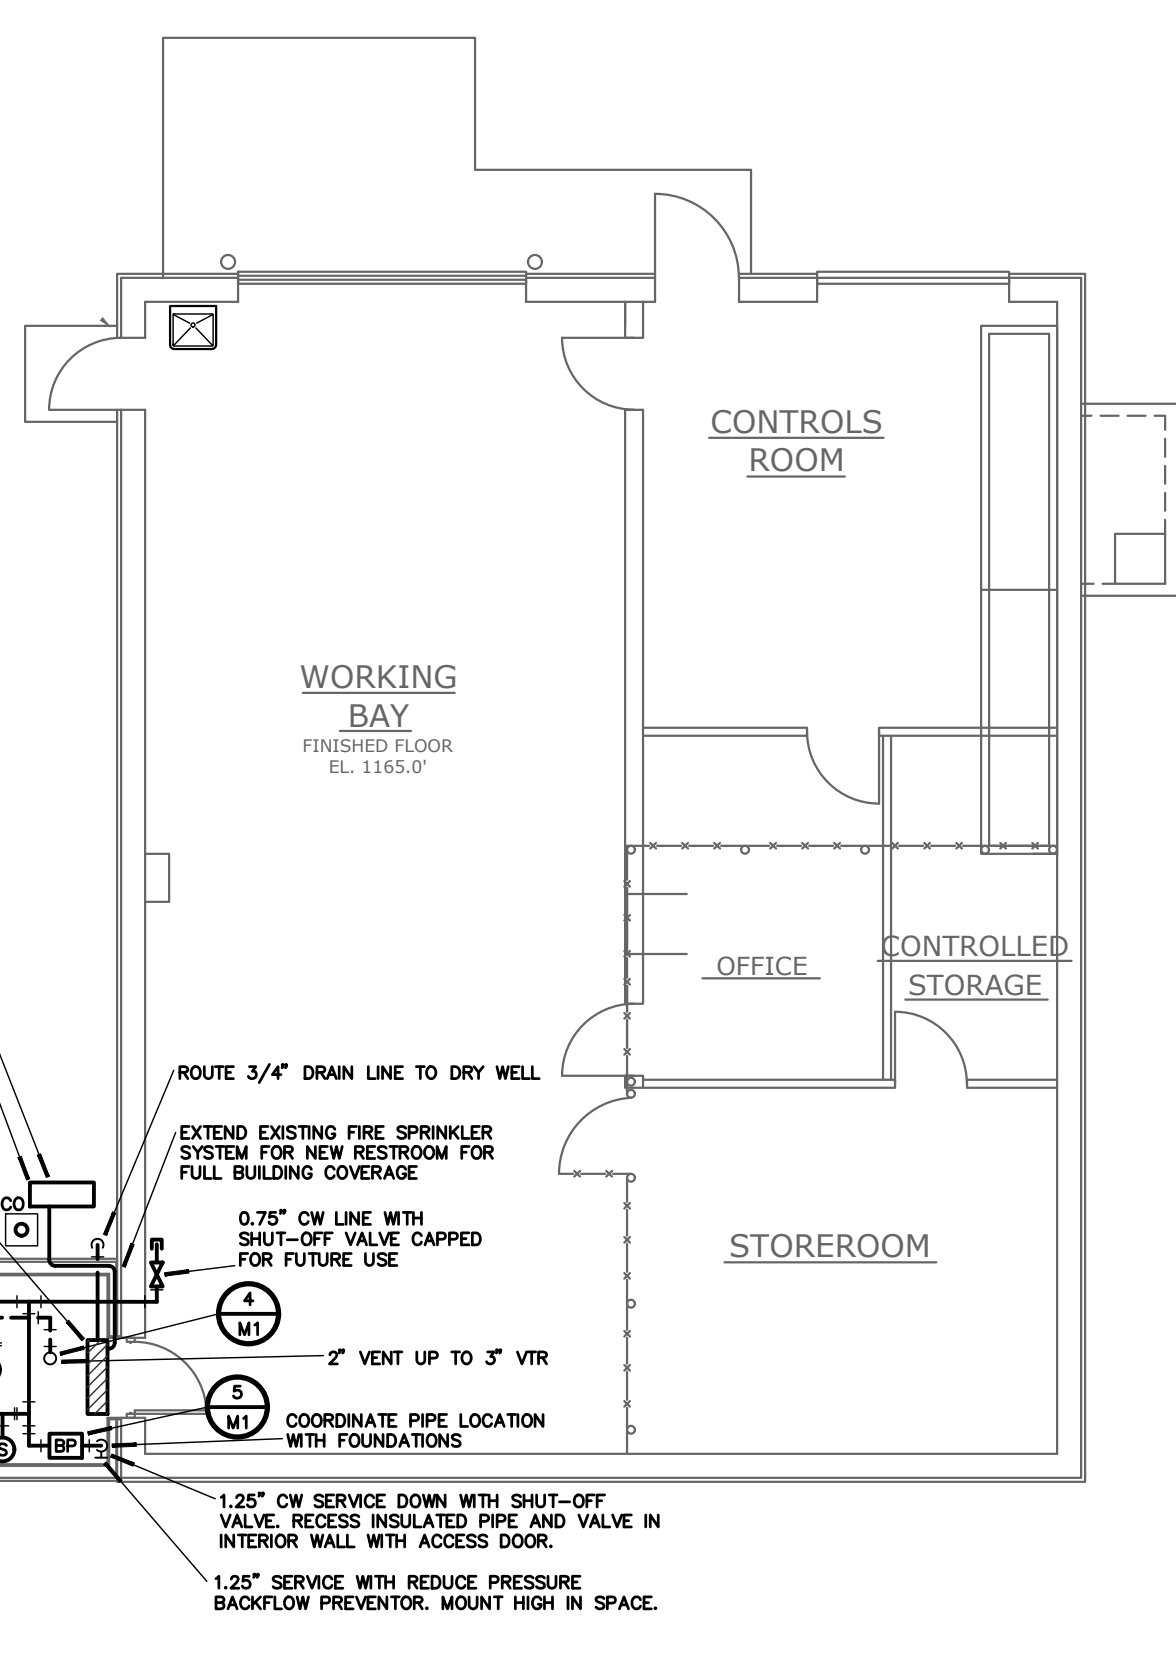 CONTROLS
ROOM
WORKING
BAY
FINISHED FLOOR
EL. 1165.0'
OFFICE
CONTROLLED
STORAGE
ROUTE 3/4" DRAIN LINE TO DRY WELL
EXTEND EXISTING FIRE SPRINKLER
SYSTEM FOR NEW RESTROOM FOR
FULL BUILDING COVERAGE
CO
0.75" CW LINE WITH
SHUT-OFF VALVE CAPPED
FOR FUTURE USE
STOREROOM
4
M1
2" VENT UP TO 3" VTR
5
M1
COORDINATE PIPE LOCATION
WITH FOUNDATIONS
S
BP
1.25" CW SERVICE DOWN WITH SHUT-OFF
VALVE. RECESS INSULATED PIPE AND VALVE IN
INTERIOR WALL WITH ACCESS DOOR.
1.25" SERVICE WITH REDUCE PRESSURE
BACKFLOW PREVENTOR. MOUNT HIGH IN SPACE.